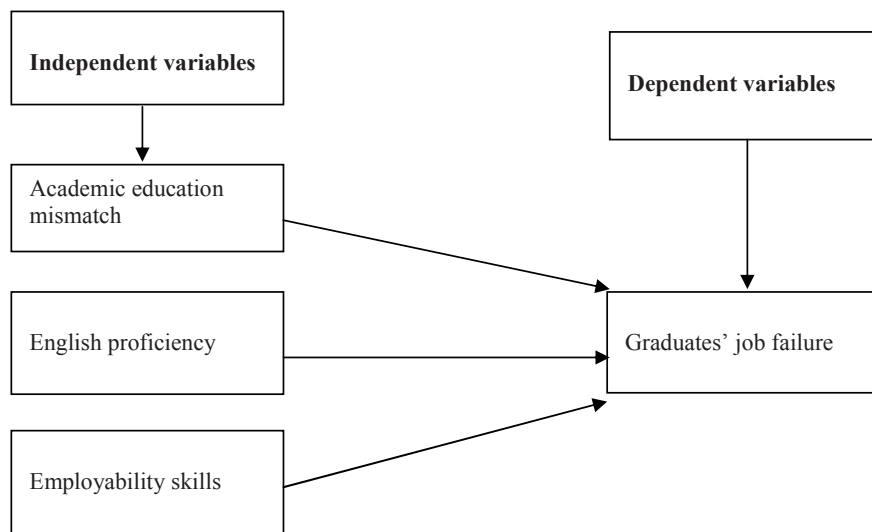 Independent variables
Dependent variables
Academic education
mismatch
English proficiency
Graduates’ job failure
Employability skills